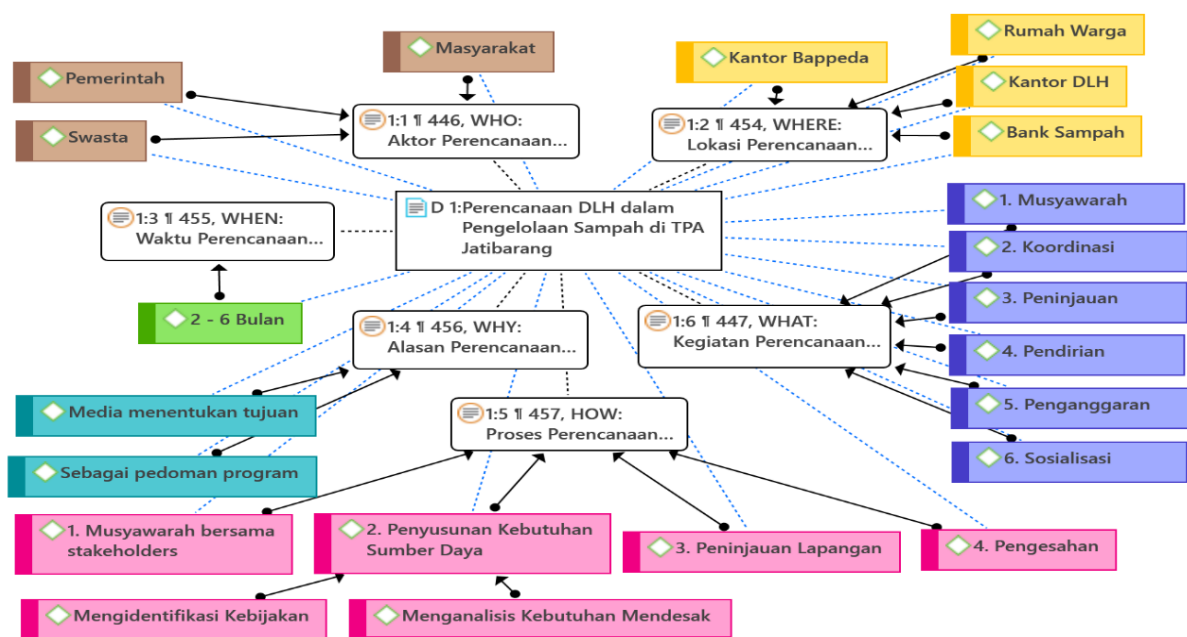 Masyarakat
Pemerintah
Swasta
1:1 ¶ 446, WHO:
Aktor Perencanaan...
Kantor Bappeda
Rumah Warga
Kantor DLH
Bank Sampah
1:2 ¶ 454, WHERE:
Lokasi Perencanaan...
D 1:Perencanaan DLH dalam
Pengelolaan Sampah di TPA
Jatibarang
1:3 ¶ 455, WHEN:
Waktu Perencanaan...
2 - 6 Bulan
1:4 ¶ 456, WHY:
Alasan Perencanaan...
Media menentukan tujuan
Sebagai pedoman program
1:6 ¶ 447, WHAT:
Kegiatan Perencanaan...
1. Musyawarah
2. Koordinasi
3. Peninjauan
4. Pendirian
5. Penganggaran
6. Sosialisasi
1:5 ¶ 457, HOW:
Proses Perencanaan...
1. Musyawarah bersama
stakeholders
2. Penyusunan Kebutuhan
Sumber Daya
3. Peninjauan Lapangan
4. Pengesahan
Mengidentifikasi Kebijakan
Menganalisis Kebutuhan Mendesak